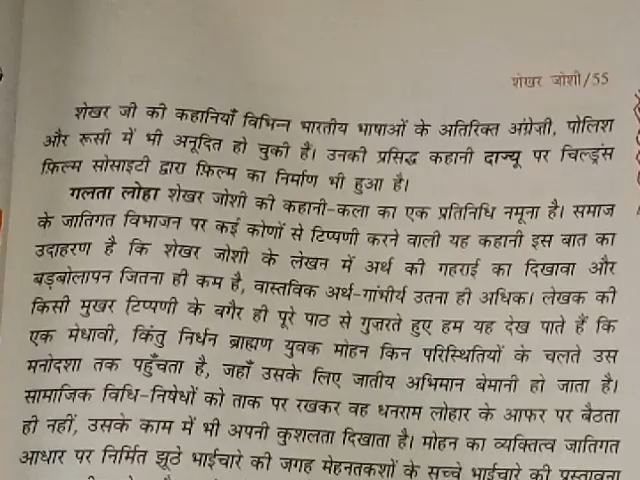 शेखर जोशी/55
शेखर जी की कहानियाँ विभिन्न भारतीय भाषाओं के अतिरिक्त अंग्रेज़ी, पोलिश
और रूसी में भी अनूदित हो चुकी हैं। उनकी प्रसिद्ध कहानी दाज्यू पर चिल्ड्रंस
फ़िल्म सोसाइटी द्वारा फ़िल्म का निर्माण भी हुआ है।
गलता लोहा शेखर जोशी की कहानी-कला का एक प्रतिनिधि नमूना है। समाज
के जातिगत विभाजन पर कई कोणों से टिप्पणी करने वाली यह कहानी इस बात का
उदाहरण है कि शेखर जोशी के लेखन में अर्थ की गहराई का दिखावा और
बड़बोलापन जितना ही कम है, वास्तविक अर्थ-गांभीर्य उतना ही अधिक। लेखक की
किसी मुखर टिप्पणी के बगैर ही पूरे पाठ से गुज़रते हुए हम यह देख पाते हैं कि
एक मेधावी, किंतु निर्धन ब्राह्मण युवक मोहन किन परिस्थितियों के चलते उस
मनोदशा तक पहुँचता है, जहाँ उसके लिए जातीय अभिमान बेमानी हो जाता है।
सामाजिक विधि-निषेधों को ताक पर रखकर वह धनराम लोहार के आफर पर बैठता
ही नहीं, उसके काम में भी अपनी कुशलता दिखाता है। मोहन का व्यक्तित्व जातिगत
आधार पर निर्मित झूठे भाईचारे की जगह मेहनतकशों के सच्चे भाईचारे की प्रस्तावना